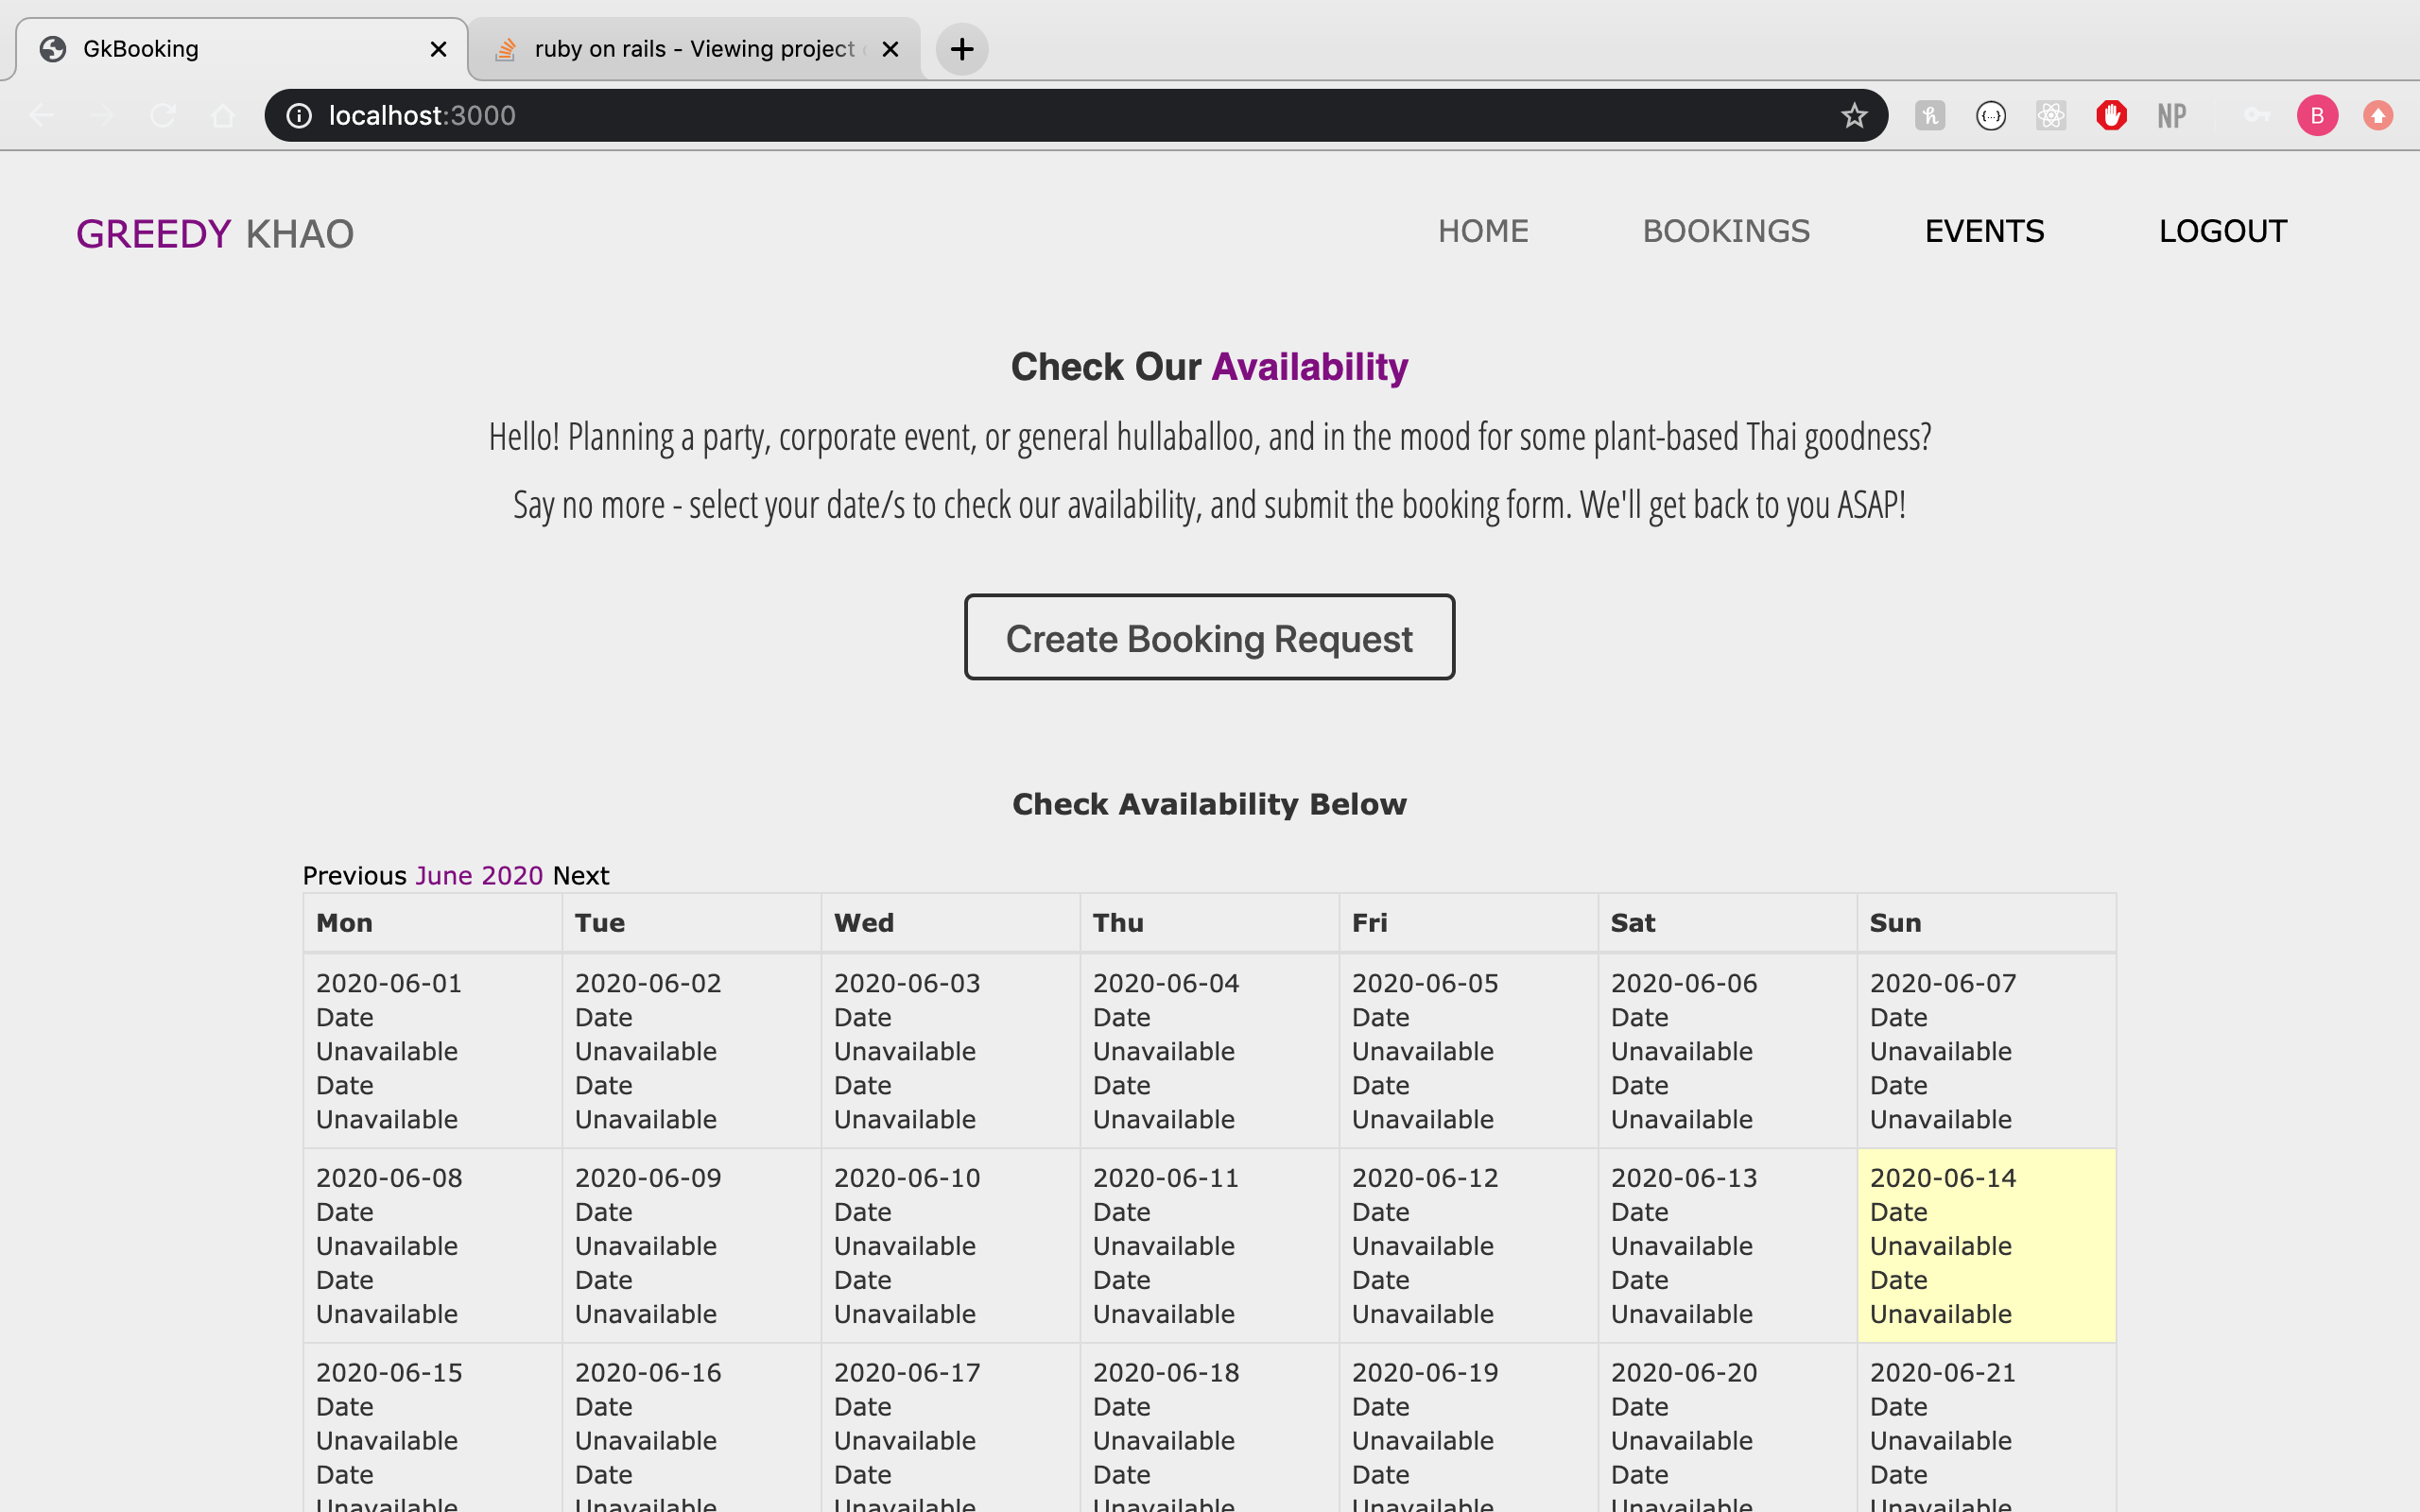 GkBooking
ruby on rails - Viewing project
localhost:3000
NP
B
GREEDY KHAO
HOME BOOKINGS EVENTS LOGOUT
Check Our Availability
Hello! Planning a party, corporate event, or general hullaballoo, and in the mood for some plant-based Thai goodness?
Say no more - select your date/s to check our availability, and submit the booking form. We'll get back to you ASAP!
Create Booking Request
Check Availability Below
Previous June 2020 Next
Mon Tue Wed Thu Fri Sat Sun
2020-06-01 2020-06-02 2020-06-03 2020-06-04 2020-06-05 2020-06-06 2020-06-07
Date Date Date Date Date Date Date
Unavailable Unavailable Unavailable Unavailable Unavailable Unavailable Unavailable
Date Date Date Date Date Date Date
Unavailable Unavailable Unavailable Unavailable Unavailable Unavailable Unavailable
2020-06-08 2020-06-09 2020-06-10 2020-06-11 2020-06-12 2020-06-13 2020-06-14
Date Date Date Date Date Date Date
Unavailable Unavailable Unavailable Unavailable Unavailable Unavailable Unavailable
Date Date Date Date Date Date Date
Unavailable Unavailable Unavailable Unavailable Unavailable Unavailable Unavailable
2020-06-15 2020-06-16 2020-06-17 2020-06-18 2020-06-19 2020-06-20 2020-06-21
Date Date Date Date Date Date Date
Unavailable Unavailable Unavailable Unavailable Unavailable Unavailable Unavailable
Date Date Date Date Date Date Date
Unavailable Unavailable Unavailable Unavailable Unavailable Unavailable Unavailable